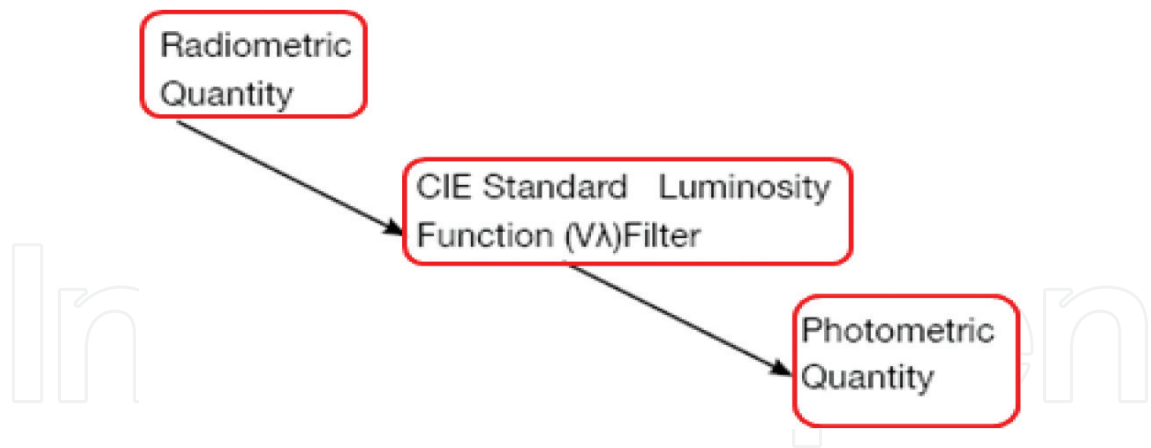 Radiometric
Quantity
CIE Standard Luminosity
Function (Vλ)Filter
Photometric
Quantity